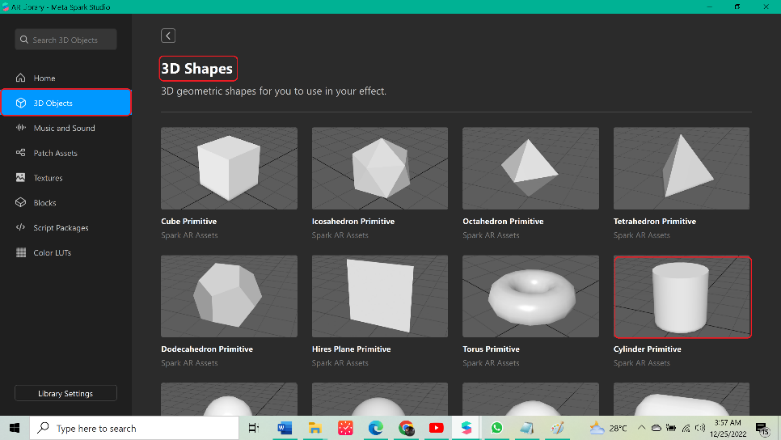 AR Library - Meta Spark Studio
Search 3D Objects
Home
3D Objects
Music and Sound
Patch Assets
Textures
Blocks
Script Packages
Color LUTs
Library Settings
3D Shapes
3D geometric shapes for you to use in your effect.
Cube Primitive
Spark AR Assets
Icosahedron Primitive
Spark AR Assets
Octahedron Primitive
Spark AR Assets
Tetrahedron Primitive
Spark AR Assets
Dodecahedron Primitive
Spark AR Assets
Hires Plane Primitive
Spark AR Assets
Torus Primitive
Spark AR Assets
Cylinder Primitive
Spark AR Assets
Type here to search
28°C
3:57 AM
12/25/2022
15